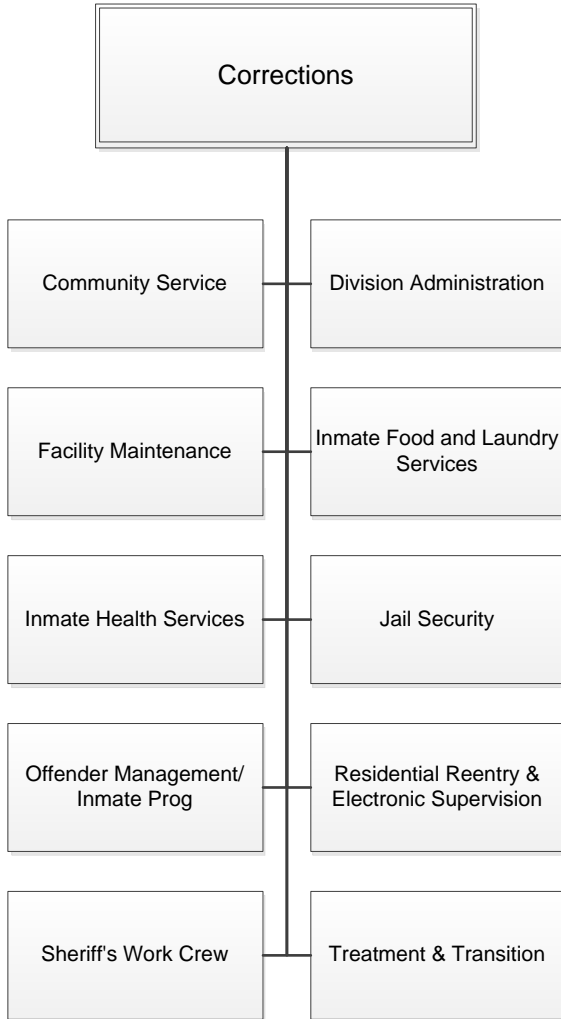 Corrections
Community Service
Division Administration
Facility Maintenance
Inmate Food and Laundry
Services
Inmate Health Services
Jail Security
Offender Management/
Inmate Prog
Residential Reentry &
Electronic Supervision
Sheriff's Work Crew
Treatment & Transition